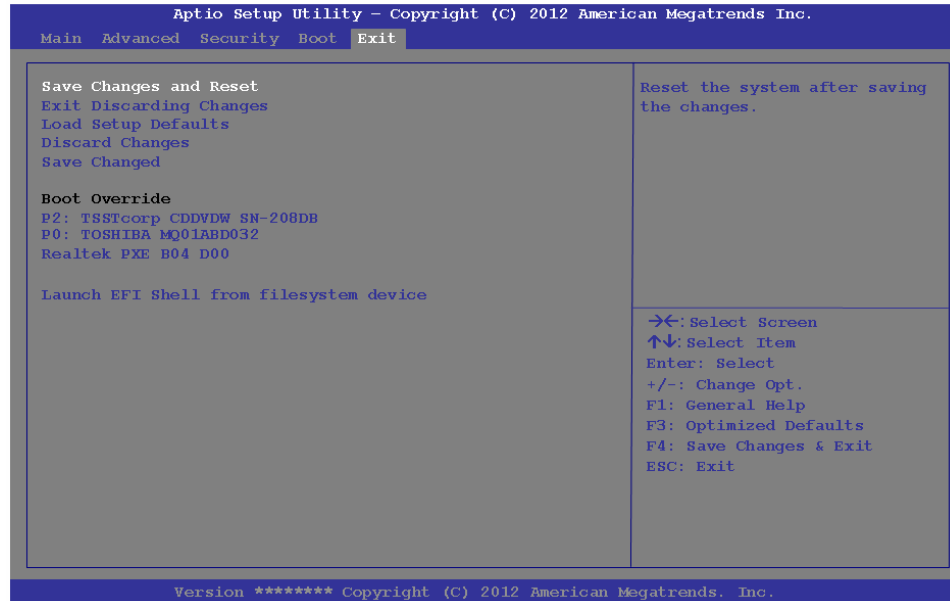 Aptio Setup Utility – Copyright (C) 2012 American Megatrends Inc.
Main Advanced Security Boot Exit
Save Changes and Reset
Exit Discarding Changes
Load Setup Defaults
Discard Changes
Save Changed
Boot Override
P2: TSSTcorp CDDVDW SN-208DB
P0: TOSHIBA MQ01ABD032
Realtek PXE B04 D00
Launch EFI Shell from filesystem device
Reset the system after saving
the changes.
→←: Select Screen
↑↓: Select Item
Enter: Select
+/-: Change Opt.
F1: General Help
F3: Optimized Defaults
F4: Save Changes & Exit
ESC: Exit
Version ******** Copyright (C) 2012 American Megatrends. Inc.